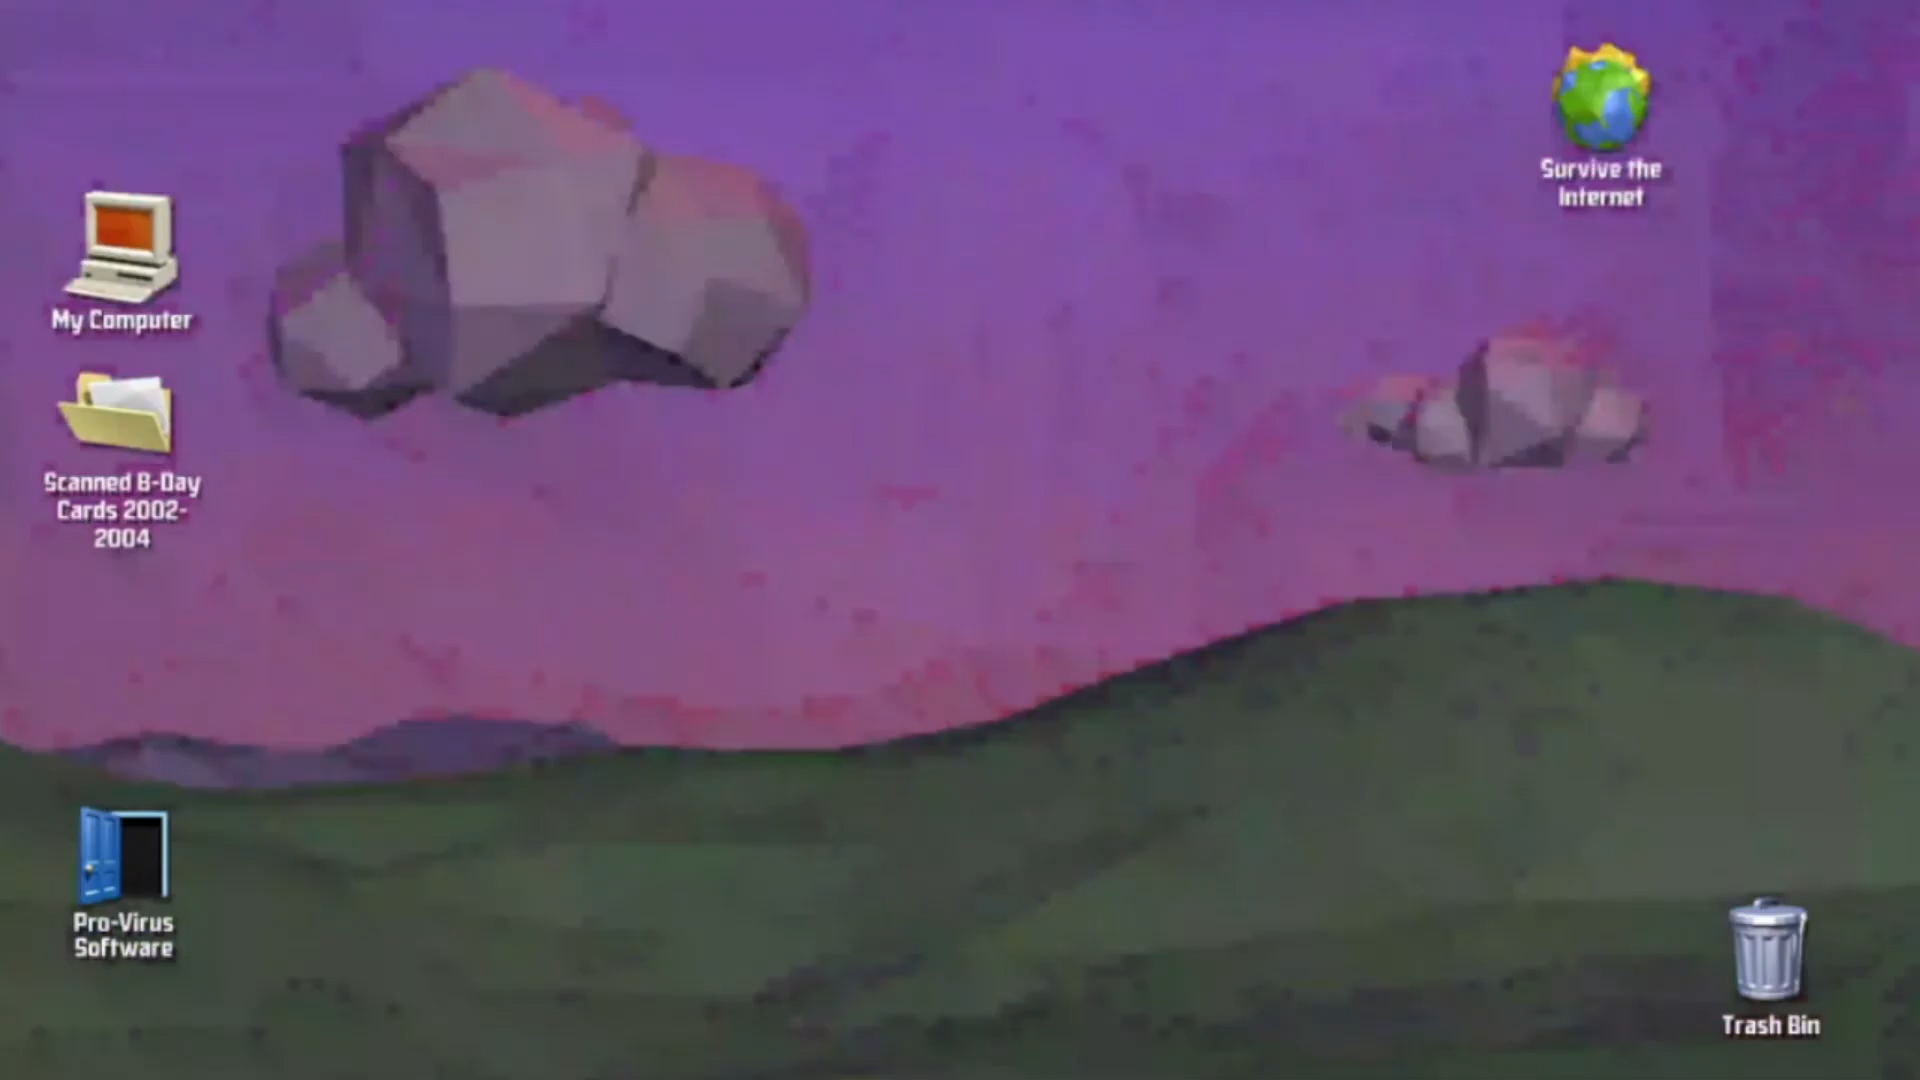 Survive the
Internet
My Computer
Scanned B-Day
Cards 2002-
2004
Pro-Virus
Software
Trash Bin